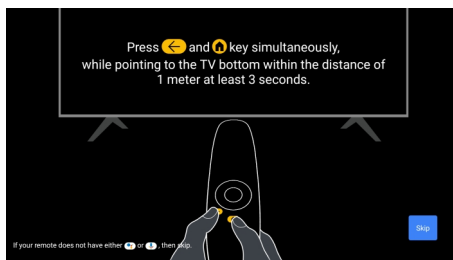 Press and key simultaneously,
while pointing to the TV bottom within the distance of
1 meter at least 3 seconds.
Skip
If your remote does not have either or , then skip.